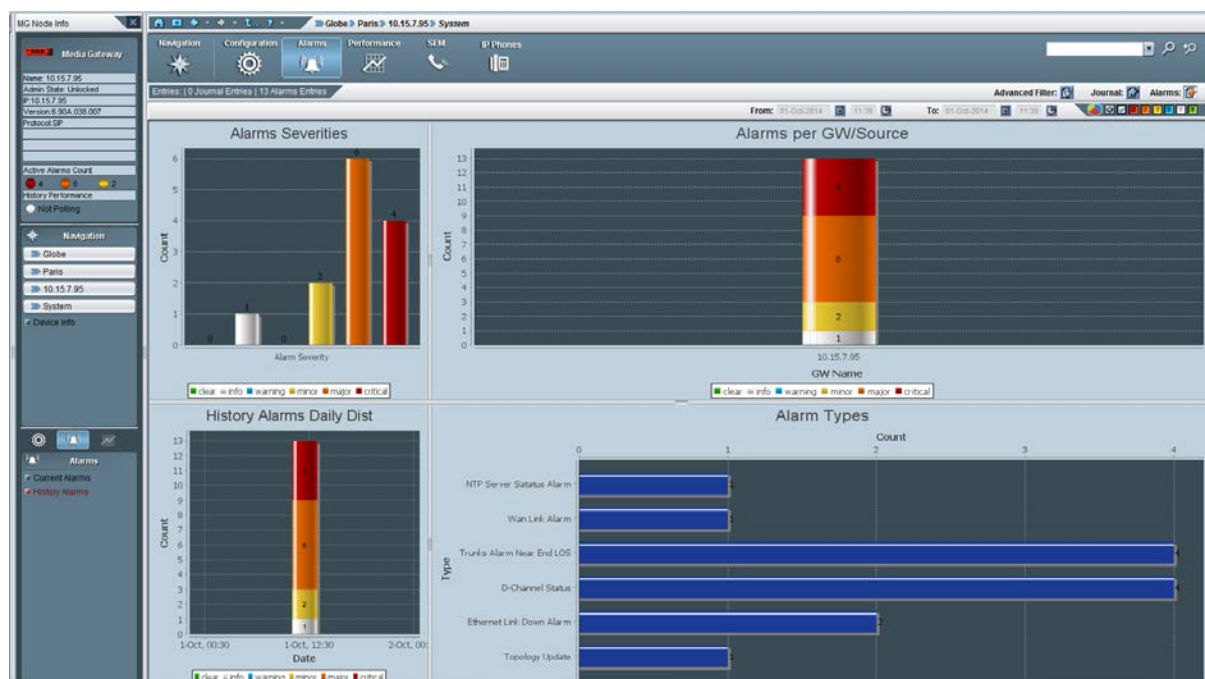 MG Node Info
Media Gateway
Name: 10.15.7.95
Admin State: Unlocked
IP:10.15.7.95
Version:6.90A.038.007
Protocol:SIP
Active Alarms Count
4 6 2
History Performance
Not Polling
Navigation
Globe
Paris
10.15.7.95
System
Device Info
Alarms
Current Alarms
History Alarms
Globe Paris 10.15.7.95 System
Navigation Configuration Alarms Performance SEM IP Phones
Entries: | 0 Journal Entries | 13 Alarms Entries
Advanced Filter: Journal: Alarms:
From: 11:39 To: 01-Oct-2014 11:39
Alarms Severities
Count
6
5
4
3
2
1
0
0 1 0 2 6 4
Alarm Severity
clear info warning minor major critical
Alarms per GW/Source
Count
13
12
11
10
9
8
7
6
5
4
3
2
1
0
4
6
2
1
10.15.7.95
GW Name
clear info warning minor major critical
History Alarms Daily Dist
Count
13
12
11
10
9
8
7
6
5
4
3
2
1
0
2
1
1-Oct, 00:30 1-Oct, 12:30 2-Oct, 00:
Date
clear info warning minor major critical
Alarm Types
Count
0 1 2 3 4
Type
NTP Server Satatus Alarm 1
Wan Link Alarm 1
Trunks Alarm Near End LOS 4
D-Channel Status 4
Ethernet Link Down Alarm 2
Topology Update 1